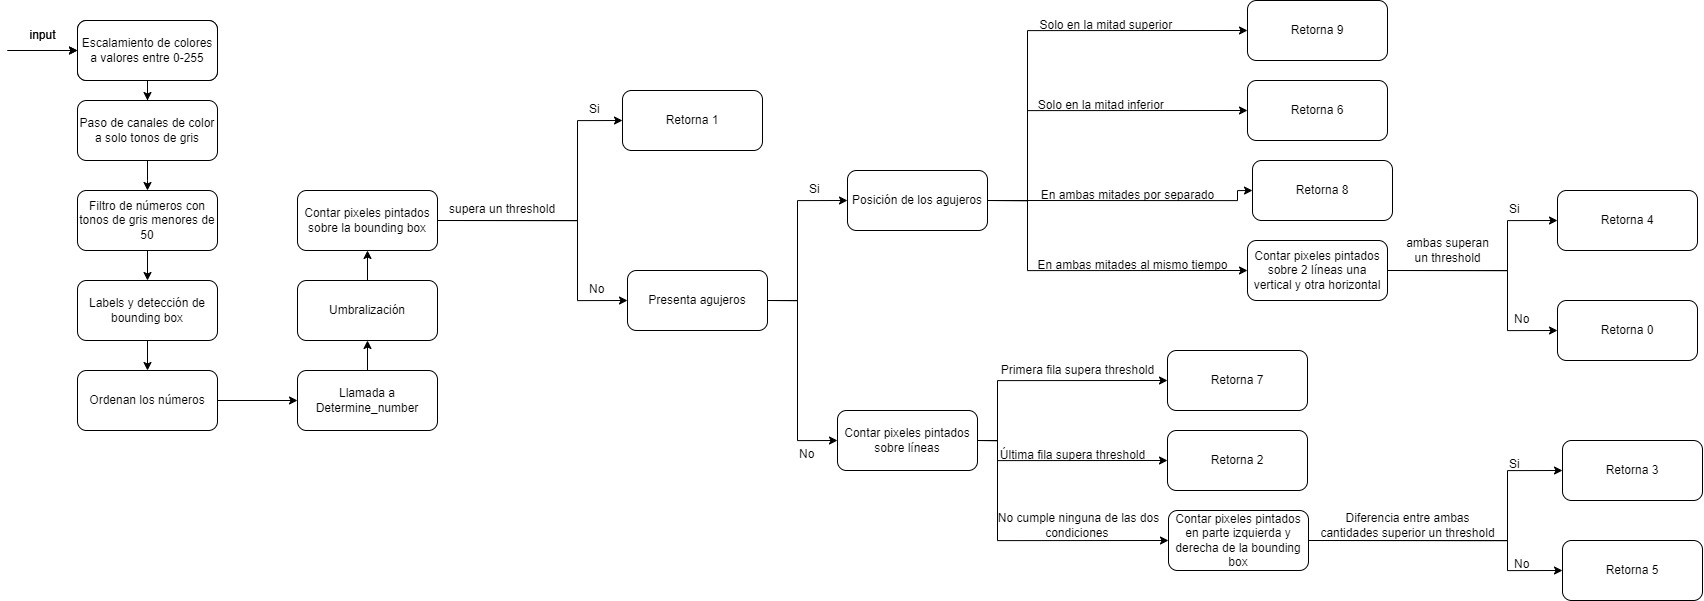 input
Escalamiento de colores
a valores entre 0-255
Paso de canales de color
a solo tonos de gris
Filtro de números con
tonos de gris menores de
50
Labels y detección de
bounding box
Ordenan los números
Llamada a
Determine_number
Umbralización
Contar pixeles pintados
sobre la bounding box
supera un threshold
Si
Retorna 1
No
Presenta agujeros
Si
Posición de los agujeros
Solo en la mitad superior
Retorna 9
Solo en la mitad inferior
Retorna 6
En ambas mitades por separado
Retorna 8
En ambas mitades al mismo tiempo
Contar pixeles pintados
sobre 2 líneas una
vertical y otra horizontal
ambas superan
un threshold
Si
Retorna 4
No
Retorna 0
No
Contar pixeles pintados
sobre líneas
Primera fila supera threshold
Retorna 7
Última fila supera threshold
Retorna 2
No cumple ninguna de las dos
condiciones
Contar pixeles pintados
en parte izquierda y
derecha de la bounding
box
Diferencia entre ambas
cantidades superior un threshold
Si
Retorna 3
No
Retorna 5